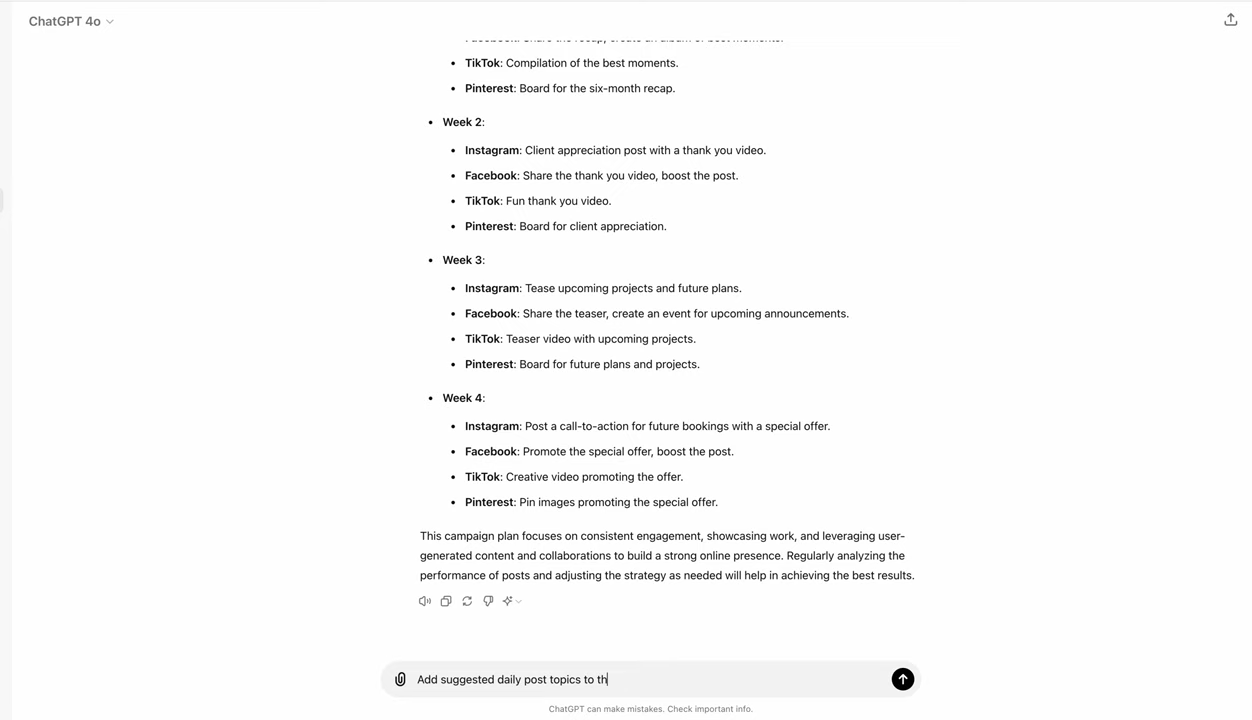 ChatGPT 4o
TikTok: Compilation of the best moments.
Pinterest: Board for the six-month recap.
Week 2:
Instagram: Client appreciation post with a thank you video.
Facebook: Share the thank you video, boost the post.
TikTok: Fun thank you video.
Pinterest: Board for client appreciation.
Week 3:
Instagram: Tease upcoming projects and future plans.
Facebook: Share the teaser, create an event for upcoming announcements.
TikTok: Teaser video with upcoming projects.
Pinterest: Board for future plans and projects.
Week 4:
Instagram: Post a call-to-action for future bookings with a special offer.
Facebook: Promote the special offer, boost the post.
TikTok: Creative video promoting the offer.
Pinterest: Pin images promoting the special offer.
This campaign plan focuses on consistent engagement, showcasing work, and leveraging user-
generated content and collaborations to build a strong online presence. Regularly analyzing the
performance of posts and adjusting the strategy as needed will help in achieving the best results.
Add suggested daily post topics to th
ChatGPT can make mistakes. Check important info.